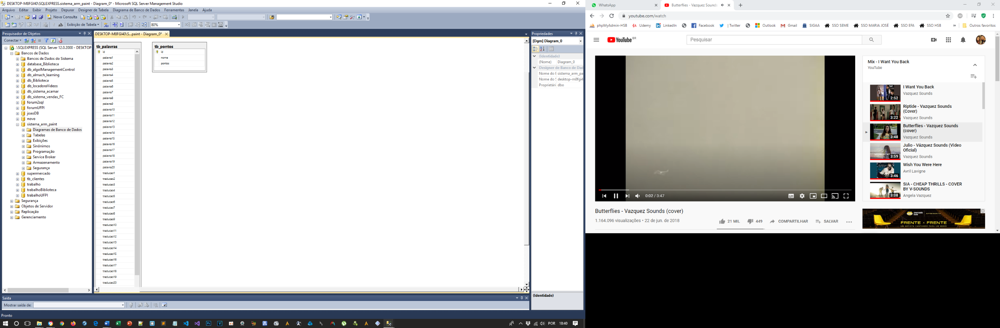 DESKTOP-M8FGI40\SQLEXPRESS.sistema_arm_paint - Diagram_0* - Microsoft SQL Server Management Studio
Arquivo Editar Exibir Projeto Depurar Designer de Tabela Diagrama de Banco de Dados Ferramentas Janela Ajuda
Nova Consulta
Exibição de Tabela
80%
Pesquisador de Objetos
Conectar
.\SQLEXPRESS (SQL Server 12.0.2000 - DESKTOP
Bancos de Dados
Bancos de Dados do Sistema
database_Biblioteca
db_algolManagementControl
db_almach_learning
db_Biblioteca
db_locadoraVideos
db_sistema_acamar
db_sistema_vendas_FC
forum2sql
forumUFPI
joaoDB
novo
sistema_arm_paint
Diagramas de Banco de Dados
Tabelas
Exibições
Sinônimos
Programação
Service Broker
Armazenamento
Segurança
supermercado
tb_clientes
trabalho
trabalhoBiblioteca
trabalhoUFPI
Segurança
Objetos de Servidor
Replicação
Gerenciamento
DESKTOP-M8FGI40\S...paint - Diagram_0*
tb_palavras
id
palavra1
palavra2
palavra3
palavra4
palavra5
palavra6
palavra7
palavra8
palavra9
palavra10
palavra11
palavra12
palavra13
palavra14
palavra15
palavra16
palavra17
palavra18
palavra19
palavra20
traducao1
traducao2
traducao3
traducao4
traducao5
traducao6
traducao7
traducao8
traducao9
traducao10
traducao11
traducao12
traducao13
traducao14
traducao15
traducao16
traducao17
traducao18
traducao19
traducao20
tb_pontos
id
nome
pontos
Propriedades
[Dgm] Diagram_0
(Identidade)
(Nome) Diagram_0
Designer de Banco de Dad
Nome do sistema_arm_pa
Nome do desktop-m8fgi4
Proprietári dbo
(Identidade)
Saída
Mostrar saída de:
Pronto
POR 18:40
WhatsApp
Butterflies - Vazquez Sounds
youtube.com/watch
phpMyAdmin-HSB Udemy LinkedIn Facebook | Twitter Outlook Gmail SIGAA SSO SEME SSO MARIA JOSÉ SSO EFA SSO HSB » Outros favoritos
YouTube BR
Pesquisar
0:02 / 3:47
Butterflies - Vazquez Sounds (cover)
1.164.096 visualizações • 22 de jun. de 2018
21 MIL 449 COMPARTILHAR SALVAR
Mix - I Want You Back
YouTube
2:52
I Want You Back
Vazquez Sounds
3:22
Riptide - Vazquez Sounds
(Cover)
Vazquez Sounds
3:48
Butterflies - Vazquez Sounds
(cover)
Vazquez Sounds
3:59
Julio - Vázquez Sounds (Video
Oficial)
Vazquez Sounds
3:46
Wish You Were Here
Avril Lavigne
3:08
SIA - CHEAP THRILLS - COVER
BY V-SOUNDS
Angela Vazquez
mercado livre APRESENTA
FRENTE A FRENTE
UM ARTISTA CANTANDO PARA UM HERÓI